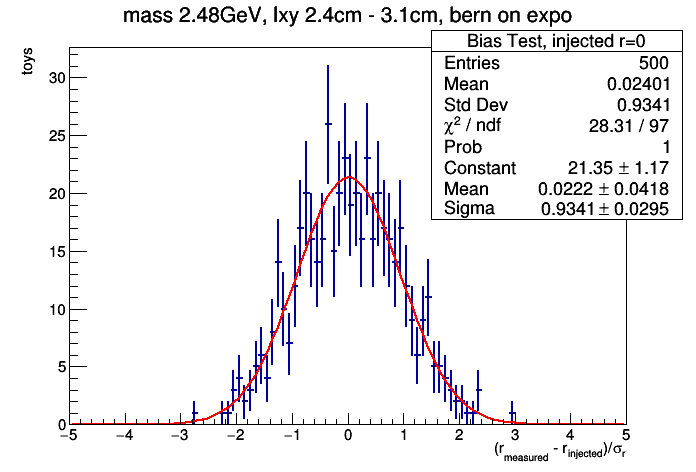 mass 2.48GeV, lxy 2.4cm - 3.1cm, bern on expo
toys
Bias Test, injected r=0
Entries 500
Mean 0.02401
Std Dev 0.9341
χ² / ndf 28.31 / 97
Prob 1
Constant 21.35 ± 1.17
Mean 0.0222 ± 0.0418
Sigma 0.9341 ± 0.0295
30
25
20
15
10
5
0
−5 −4 −3 −2 −1 0 1 2 3 4 5
(r_measured - r_injected)/σ_r